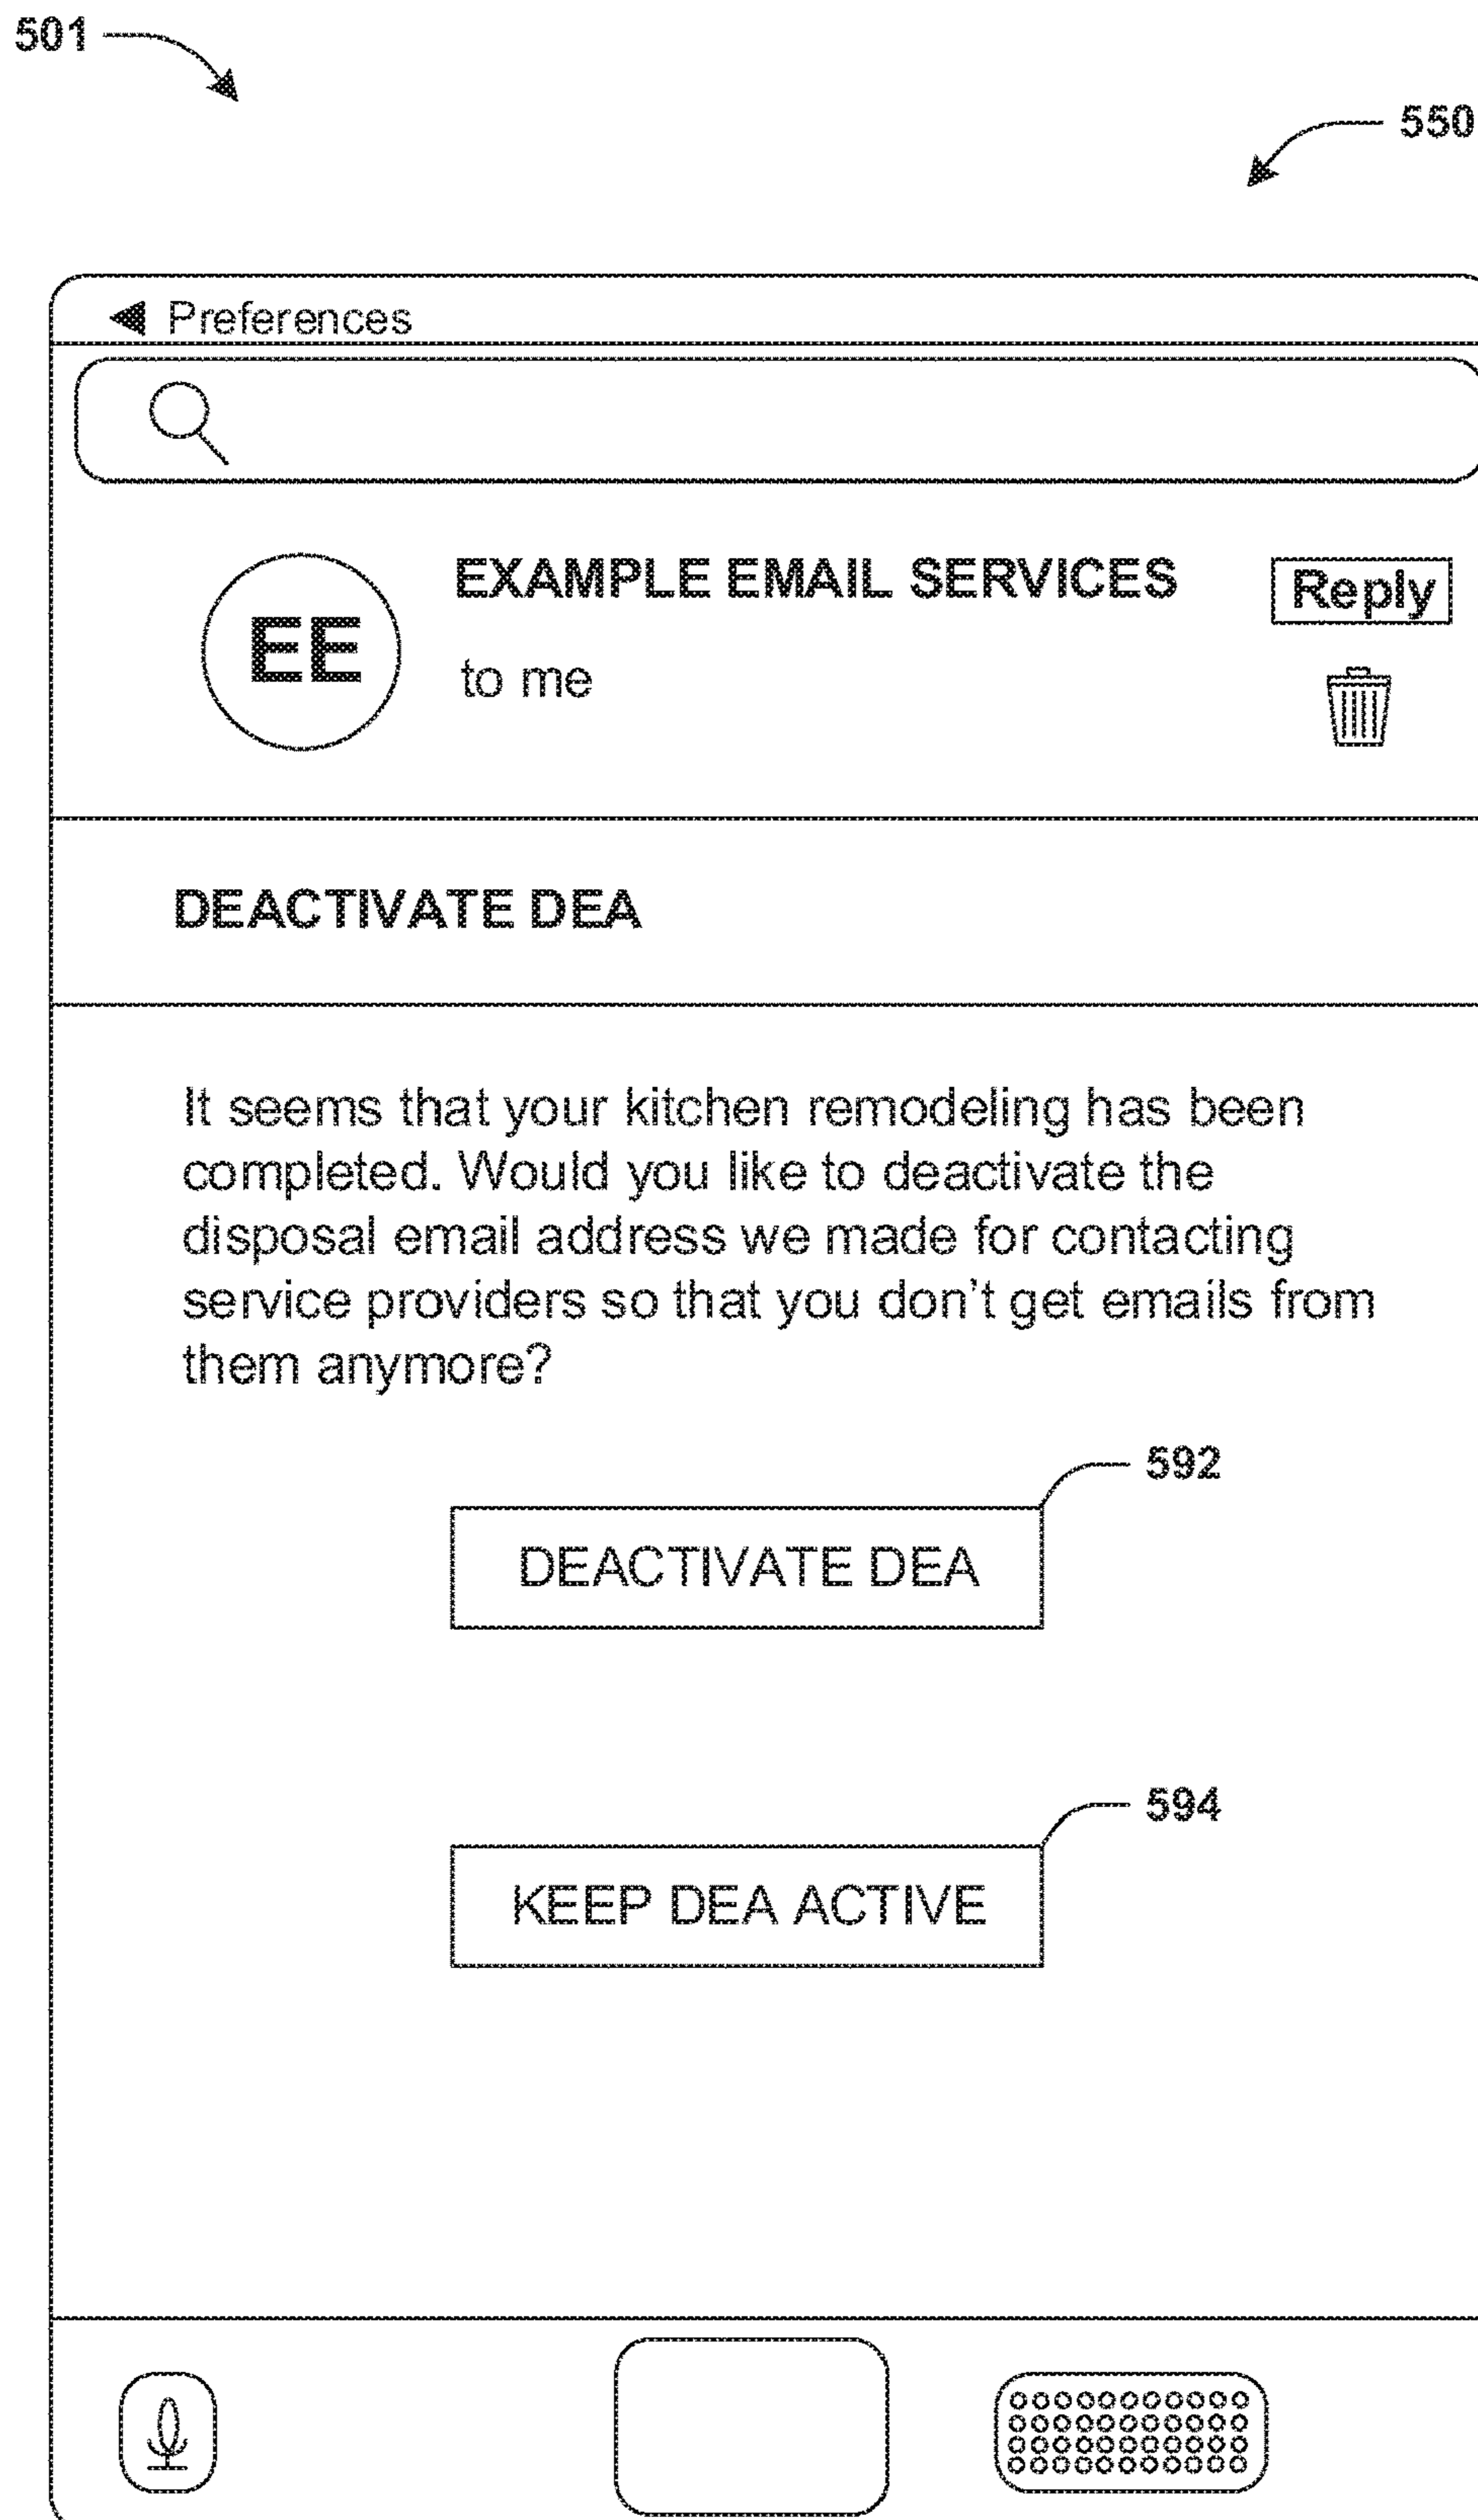 501
550
Preferences
EXAMPLE EMAIL SERVICES
Reply
EE
to me
DEACTIVATE DEA
It seems that your kitchen remodeling has been
completed. Would you like to deactivate the
disposal email address we made for contacting
service providers so that you don't get emails from
them anymore?
592
DEACTIVATE DEA
594
KEEP DEA ACTIVE